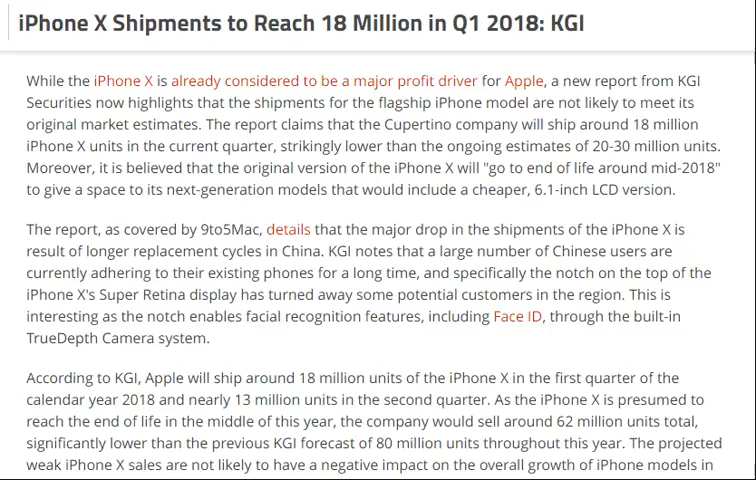 iPhone X Shipments to Reach 18 Million in Q1 2018: KGI
While the iPhone X is already considered to be a major profit driver for Apple, a new report from KGI
Securities now highlights that the shipments for the flagship iPhone model are not likely to meet its
original market estimates. The report claims that the Cupertino company will ship around 18 million
iPhone X units in the current quarter, strikingly lower than the ongoing estimates of 20-30 million units.
Moreover, it is believed that the original version of the iPhone X will "go to end of life around mid-2018"
to give a space to its next-generation models that would include a cheaper, 6.1-inch LCD version.
The report, as covered by 9to5Mac, details that the major drop in the shipments of the iPhone X is
result of longer replacement cycles in China. KGI notes that a large number of Chinese users are
currently adhering to their existing phones for a long time, and specifically the notch on the top of the
iPhone X's Super Retina display has turned away some potential customers in the region. This is
interesting as the notch enables facial recognition features, including Face ID, through the built-in
TrueDepth Camera system.
According to KGI, Apple will ship around 18 million units of the iPhone X in the first quarter of the
calendar year 2018 and nearly 13 million units in the second quarter. As the iPhone X is presumed to
reach the end of life in the middle of this year, the company would sell around 62 million units total,
significantly lower than the previous KGI forecast of 80 million units throughout this year. The projected
weak iPhone X sales are not likely to have a negative impact on the overall growth of iPhone models in